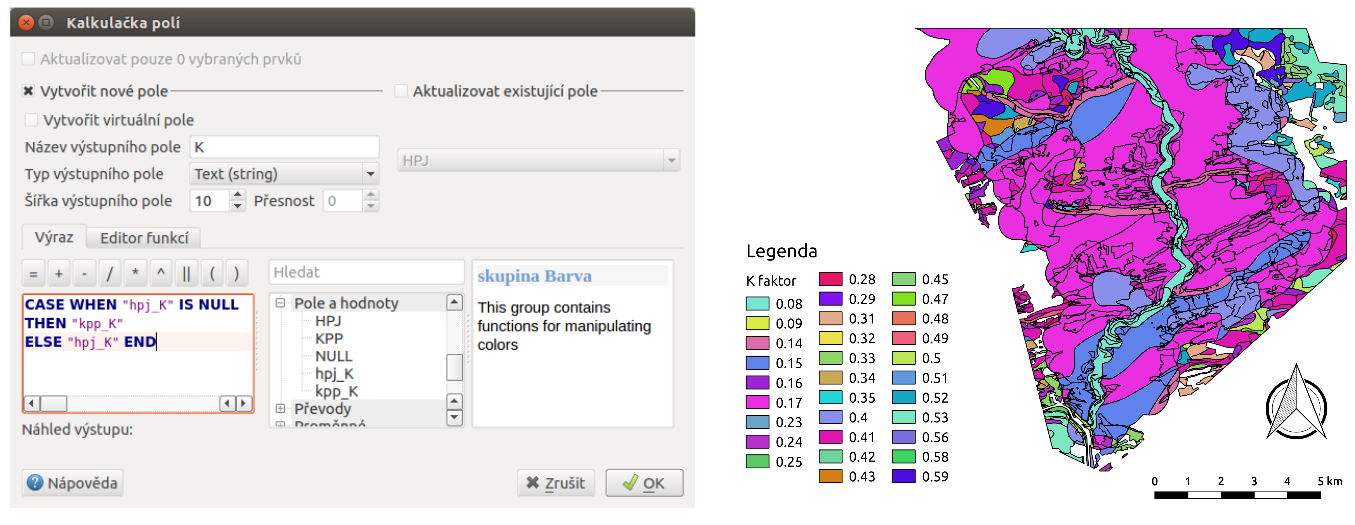 Kalkulačka polí
Aktualizovat pouze 0 vybraných prvků
Vytvořit nové pole
Aktualizovat existující pole
Vytvořit virtuální pole
Název výstupního pole K
HPJ
Typ výstupního pole Text (string)
Šířka výstupního pole 10 Přesnost 0
Výraz Editor funkcí
= + - / * ^ || ( )
CASE WHEN "hpj_K" IS NULL
THEN "kpp_K"
ELSE "hpj_K" END
Hledat
Pole a hodnoty
HPJ
KPP
NULL
hpj_K
kpp_K
Převody
Proměnné
skupina Barva
This group contains
functions for manipulating
colors
Náhled výstupu:
Nápověda
Zrušit
OK
Legenda
K faktor
0.08
0.09
0.14
0.15
0.16
0.17
0.23
0.24
0.25
0.28
0.29
0.31
0.32
0.33
0.34
0.35
0.4
0.41
0.42
0.43
0.45
0.47
0.48
0.49
0.5
0.51
0.52
0.53
0.56
0.58
0.59
0 1 2 3 4 5 km